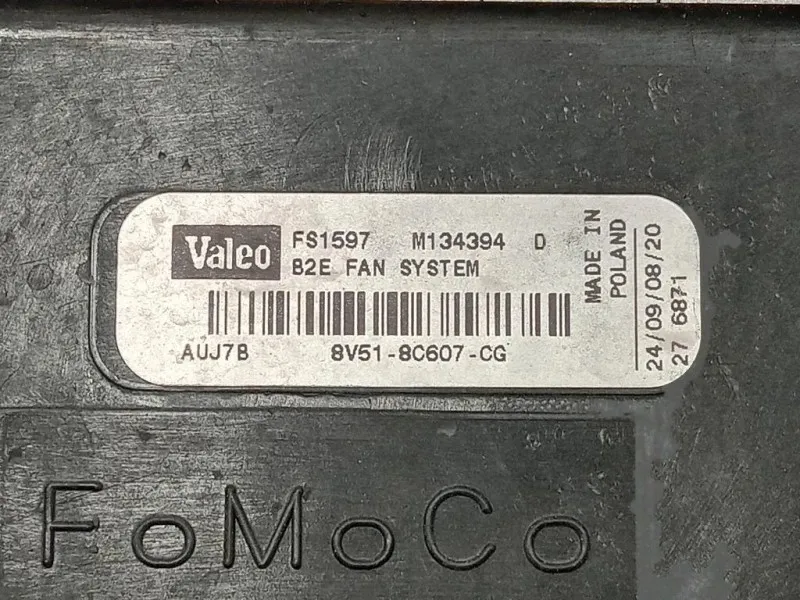 Valeo FS1597 M134394 D
B2E FAN SYSTEM
AUJ7B 8V51-8C607-CG
MADE IN
POLAND
24/09/08/20
27 6871
FoMoCo